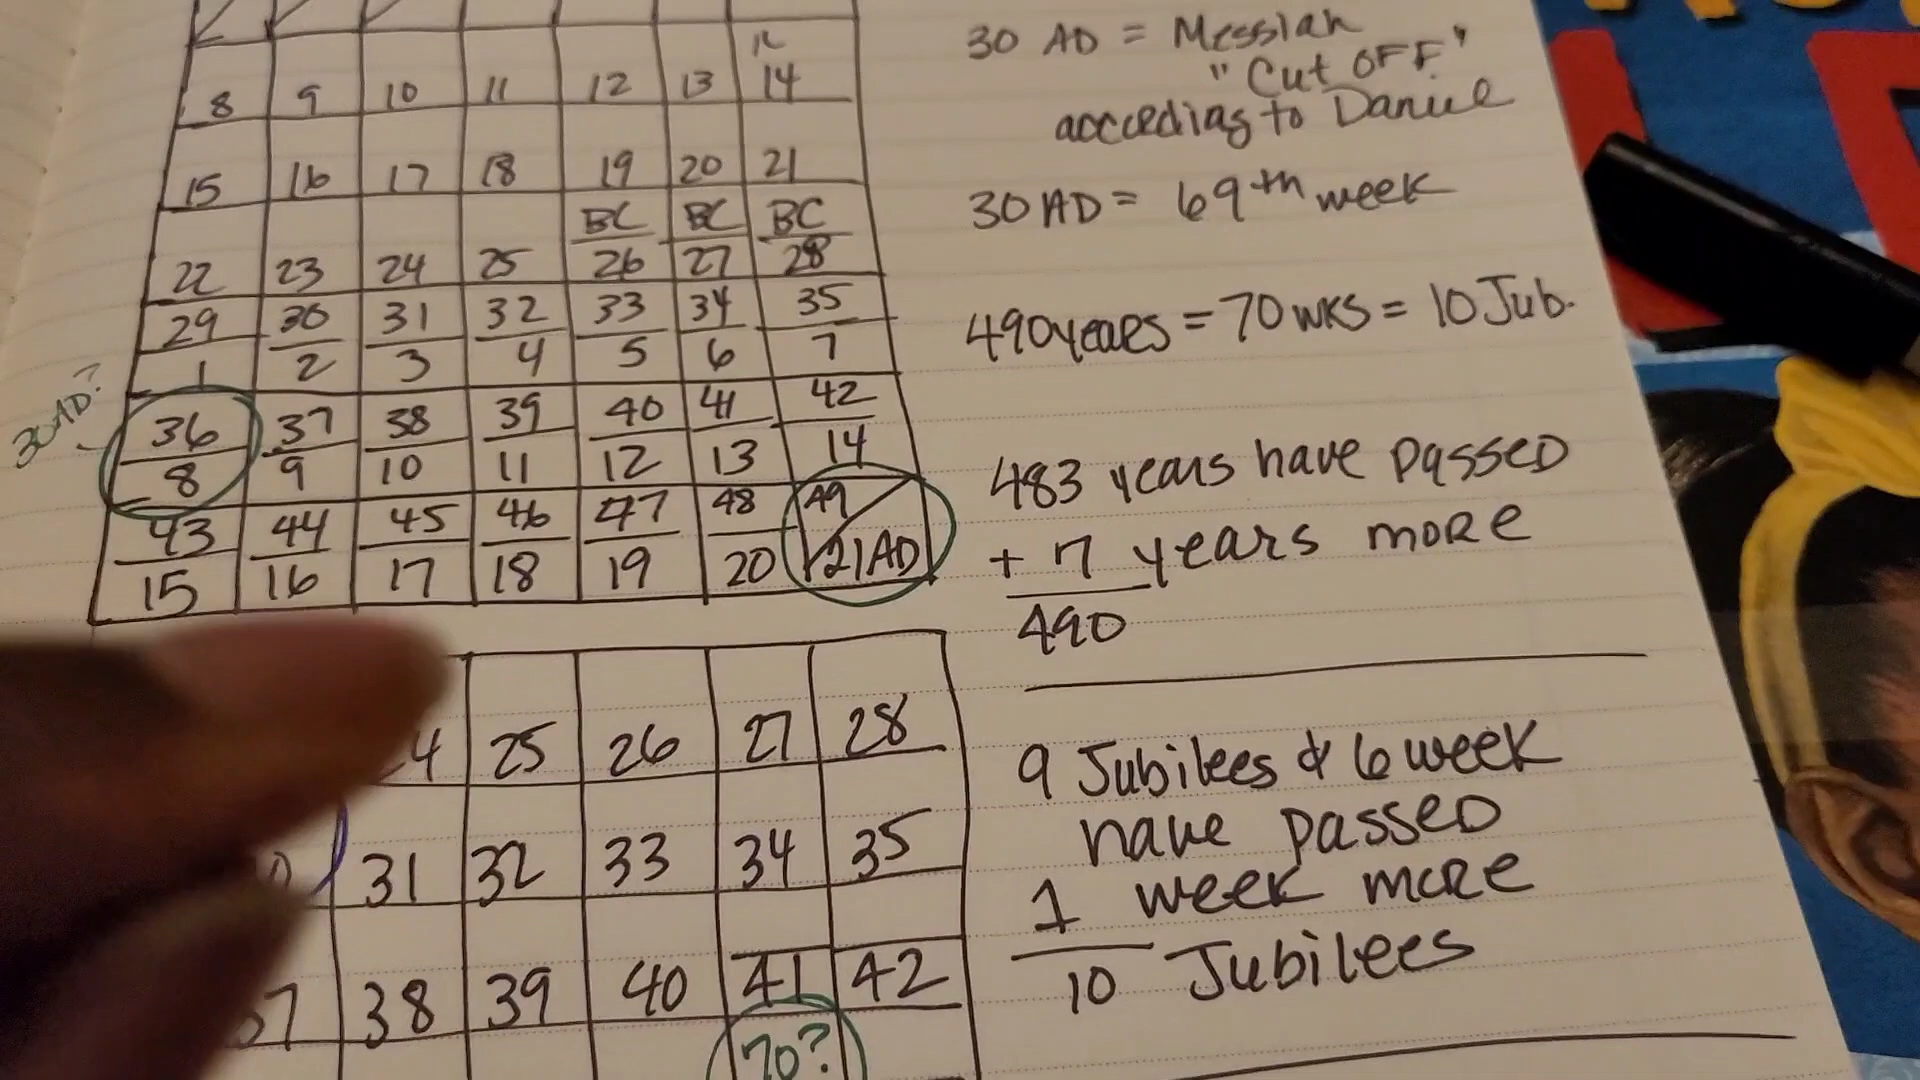 12
8 9 10 11 12 13 14
15 16 17 18 19 20 21
BC BC BC
22 23 24 25 26 27 28
29 30 31 32 33 34 35
1 2 3 4 5 6 7
30 AD?
36 37 38 39 40 41 42
8 9 10 11 12 13 14
43 44 45 46 47 48 49
15 16 17 18 19 20 21AD
25 26 27 28
31 32 33 34 35
38 39 40 41 42
70?
30 AD = Messiah
"Cut OFF"
according to Daniel
30 AD = 69th week
490 years = 70 wks = 10 Jub.
483 years have passed
+ 7 years more
490
9 Jubilees & 6 week
have passed
1 week more
10 Jubilees